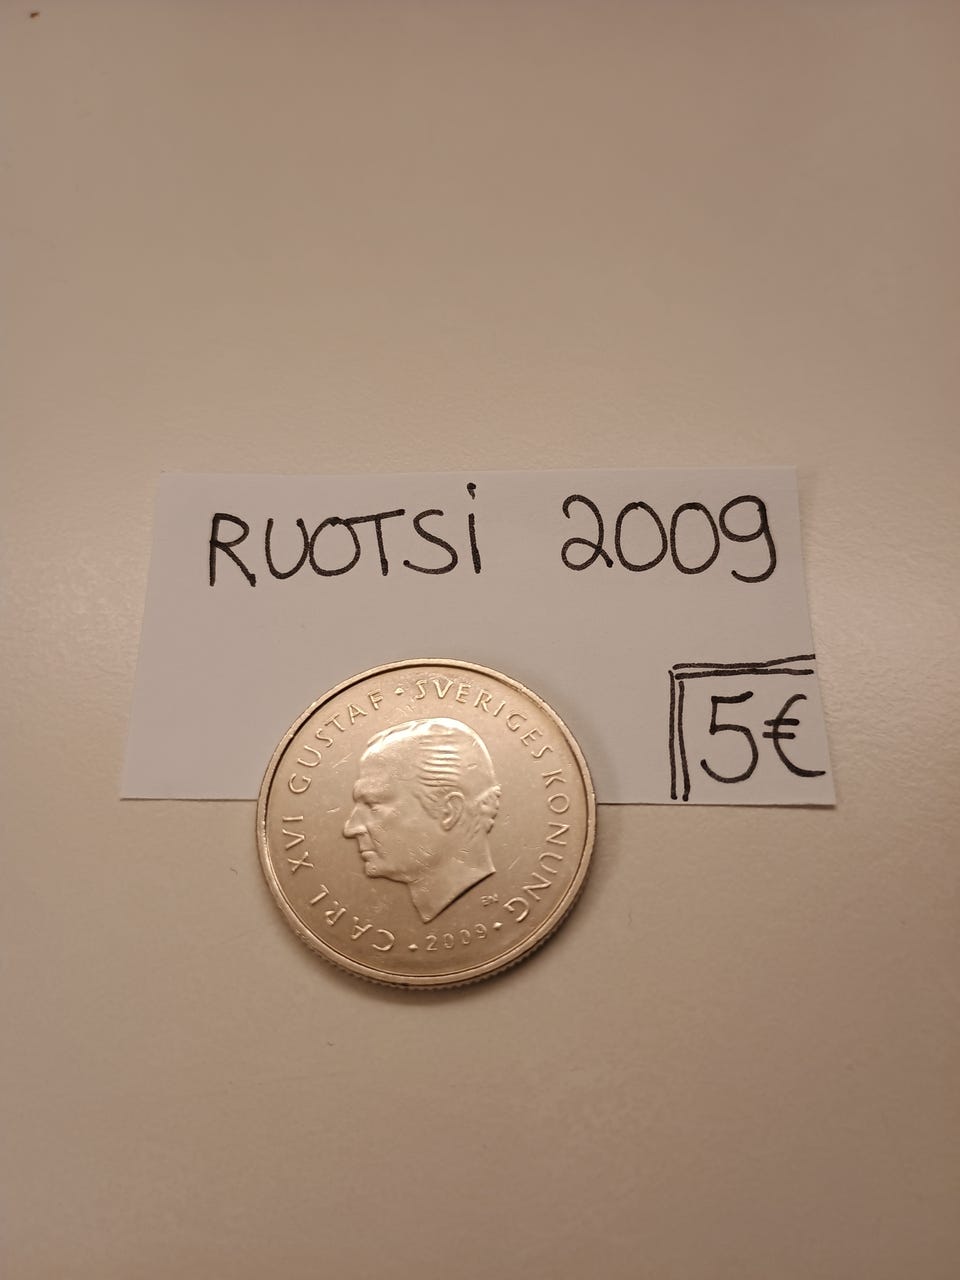 RUOTSi 2009
5€
CARL XVI GUSTAF · SVERIGES KONUNG
· 2009 ·
EN